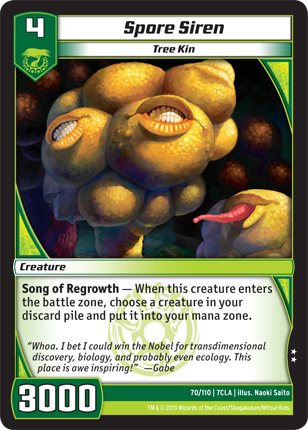 4
Spore Siren
Tree Kin
Creature
Song of Regrowth — When this creature enters
the battle zone, choose a creature in your
discard pile and put it into your mana zone.
“Whoa. I bet I could win the Nobel for transdimensional
discovery, biology, and probably even ecology. This
place is awe inspiring!” —Gabe
3000
70/110 | 7CLA | illus. Naoki Saito
TM & © 2013 Wizards of the Coast/Shogakukan/Mitsui-Kids.